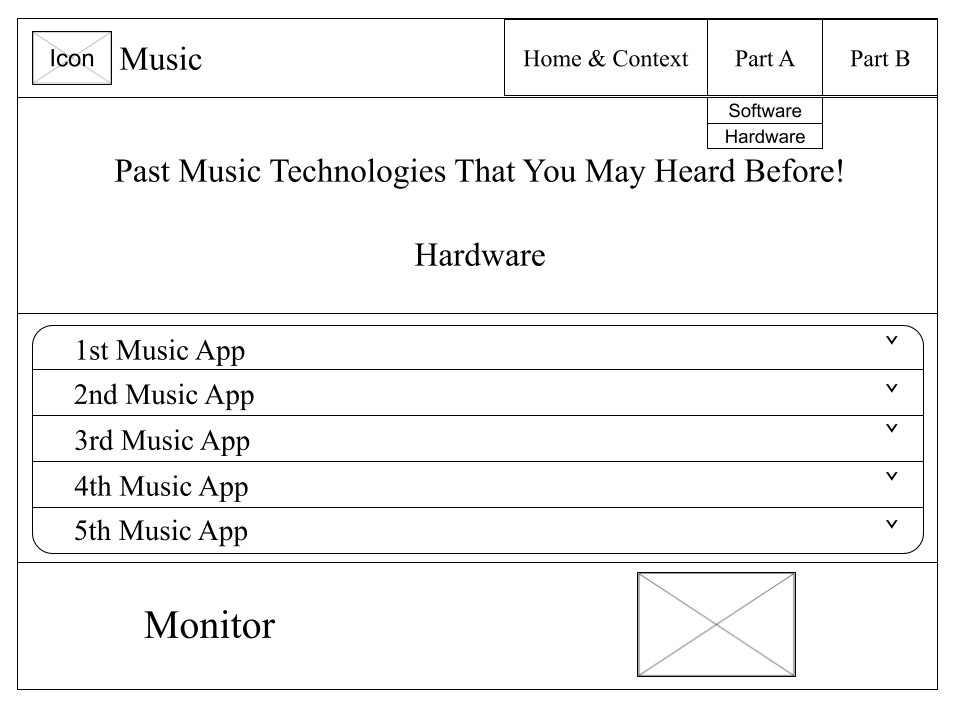 Icon
Music
Home & Context
Part A
Part B
Software
Hardware
Past Music Technologies That You May Heard Before!
Hardware
1st Music App
2nd Music App
3rd Music App
4th Music App
5th Music App
Monitor